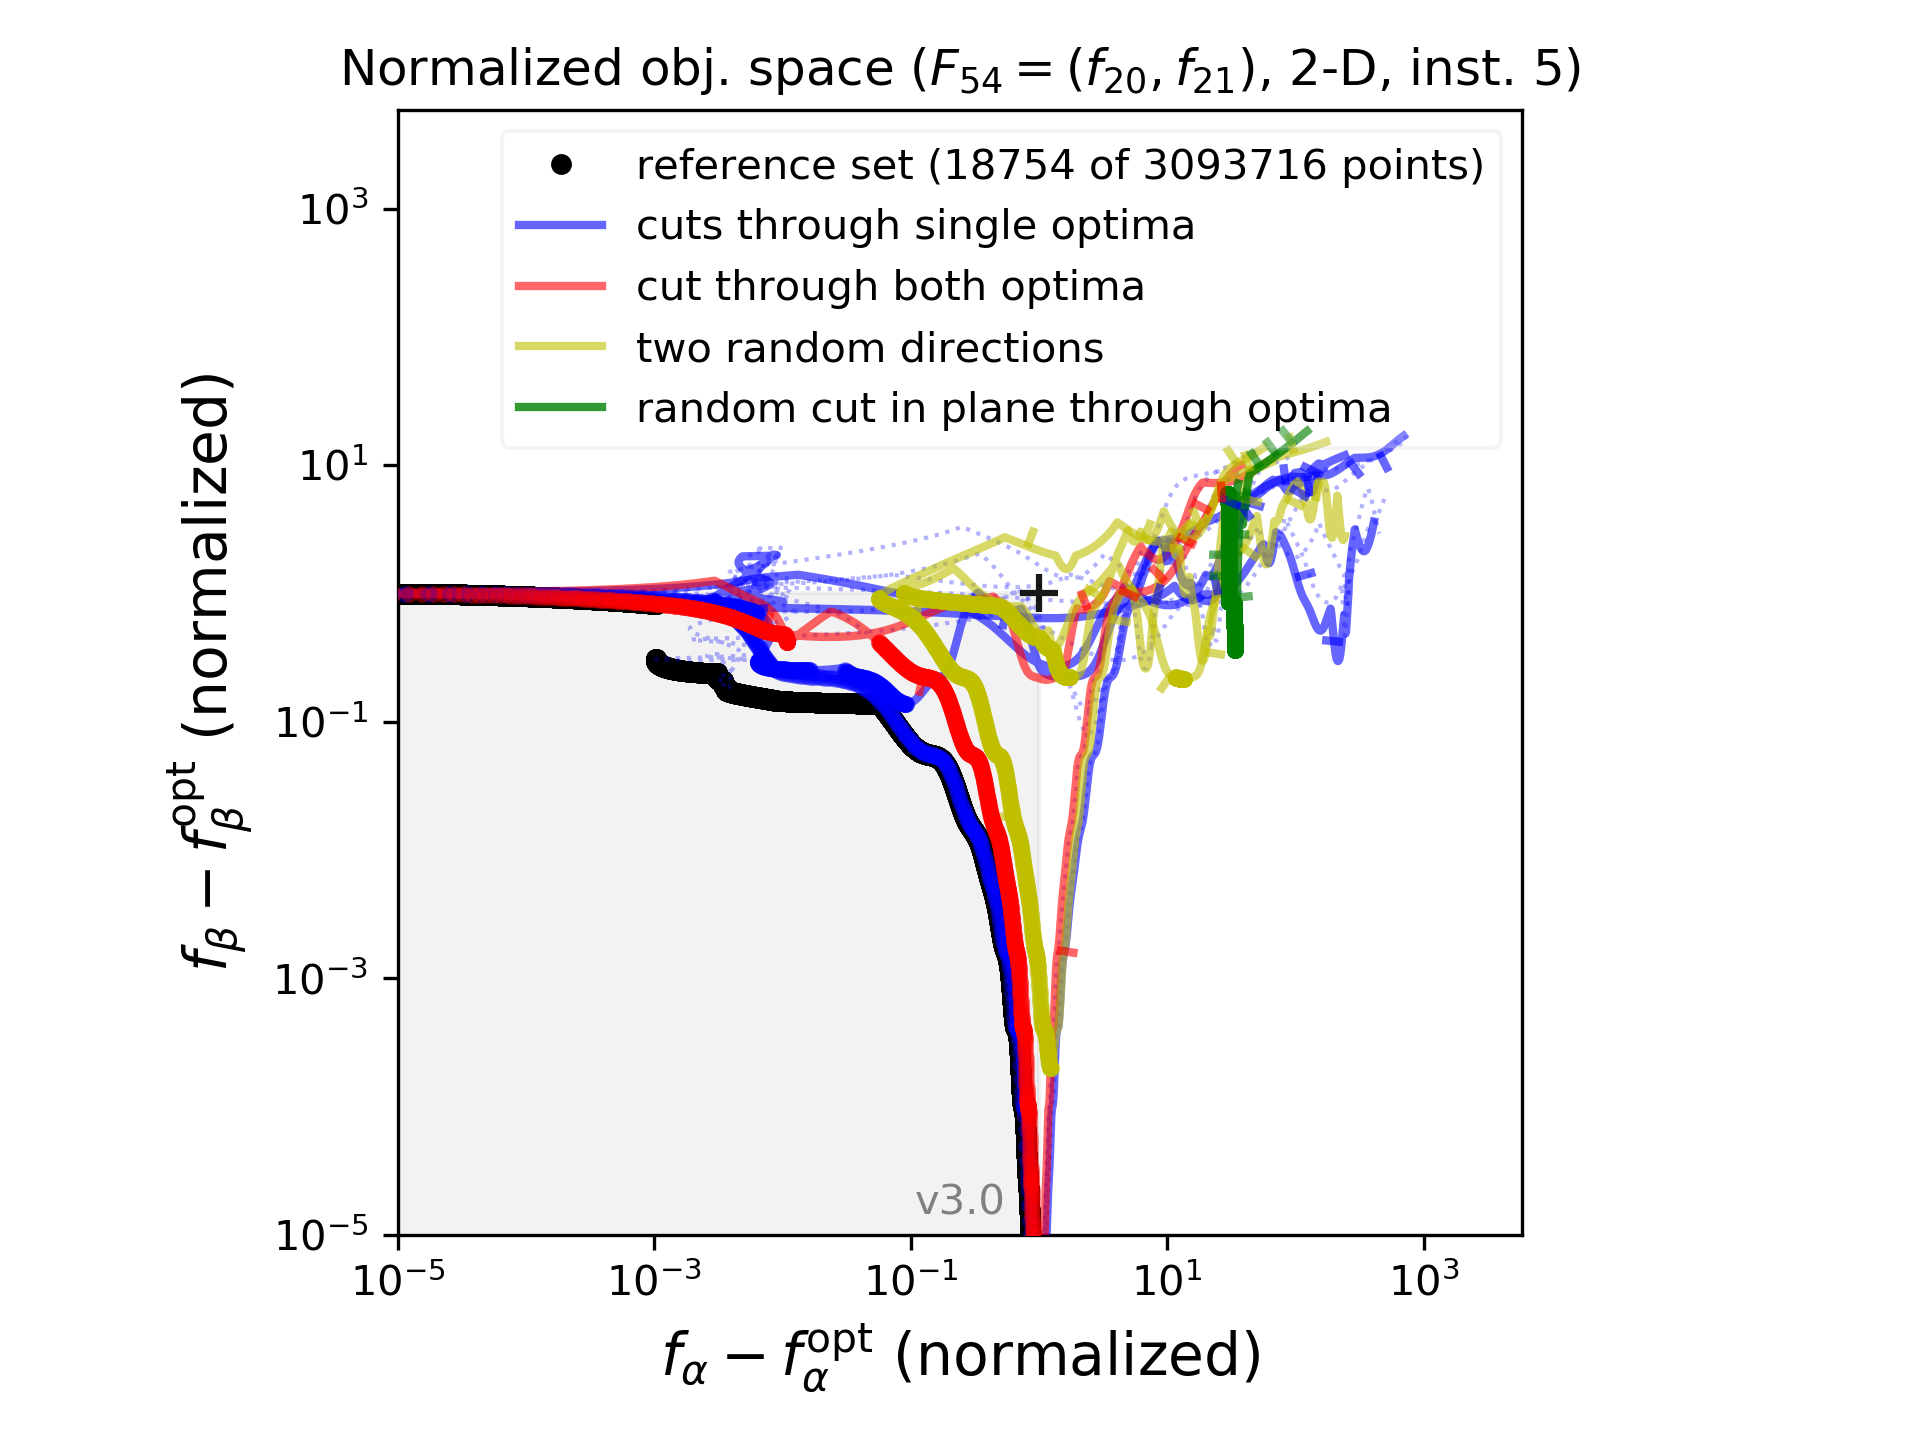 Normalized obj. space (F₅₄ = (f₂₀, f₂₁), 2-D, inst. 5)
reference set (18754 of 3093716 points)
cuts through single optima
cut through both optima
two random directions
random cut in plane through optima
10³
10¹
10⁻¹
10⁻³
10⁻⁵
f_β − f_β^opt (normalized)
v3.0
10⁻⁵ 10⁻³ 10⁻¹ 10¹ 10³
f_α − f_α^opt (normalized)